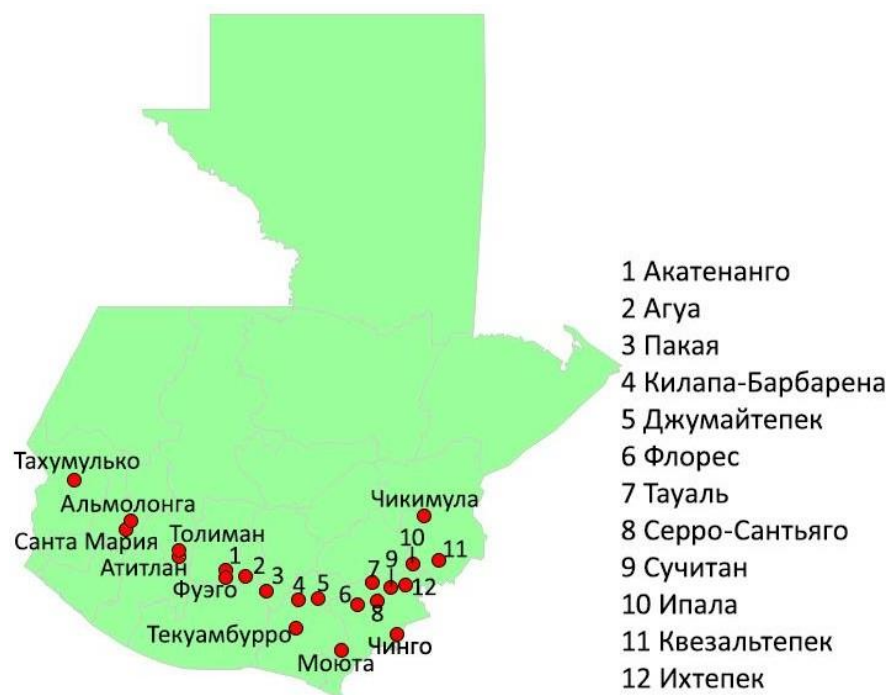 1 Акатенанго
2 Агуа
3 Пакая
4 Килапа-Барбарена
5 Джумайтепек
6 Флорес
7 Тауаль
8 Серро-Сантьяго
9 Сучитан
10 Ипала
11 Квезальтепек
12 Ихтепек
Тахумулько
Альмолонга
Санта Мария
Толиман
Атитлан
1
2
Фуэго
3
4
5
6
7
8
9
10
11
12
Чикимула
Текуамбурро
Моюта
Чинго